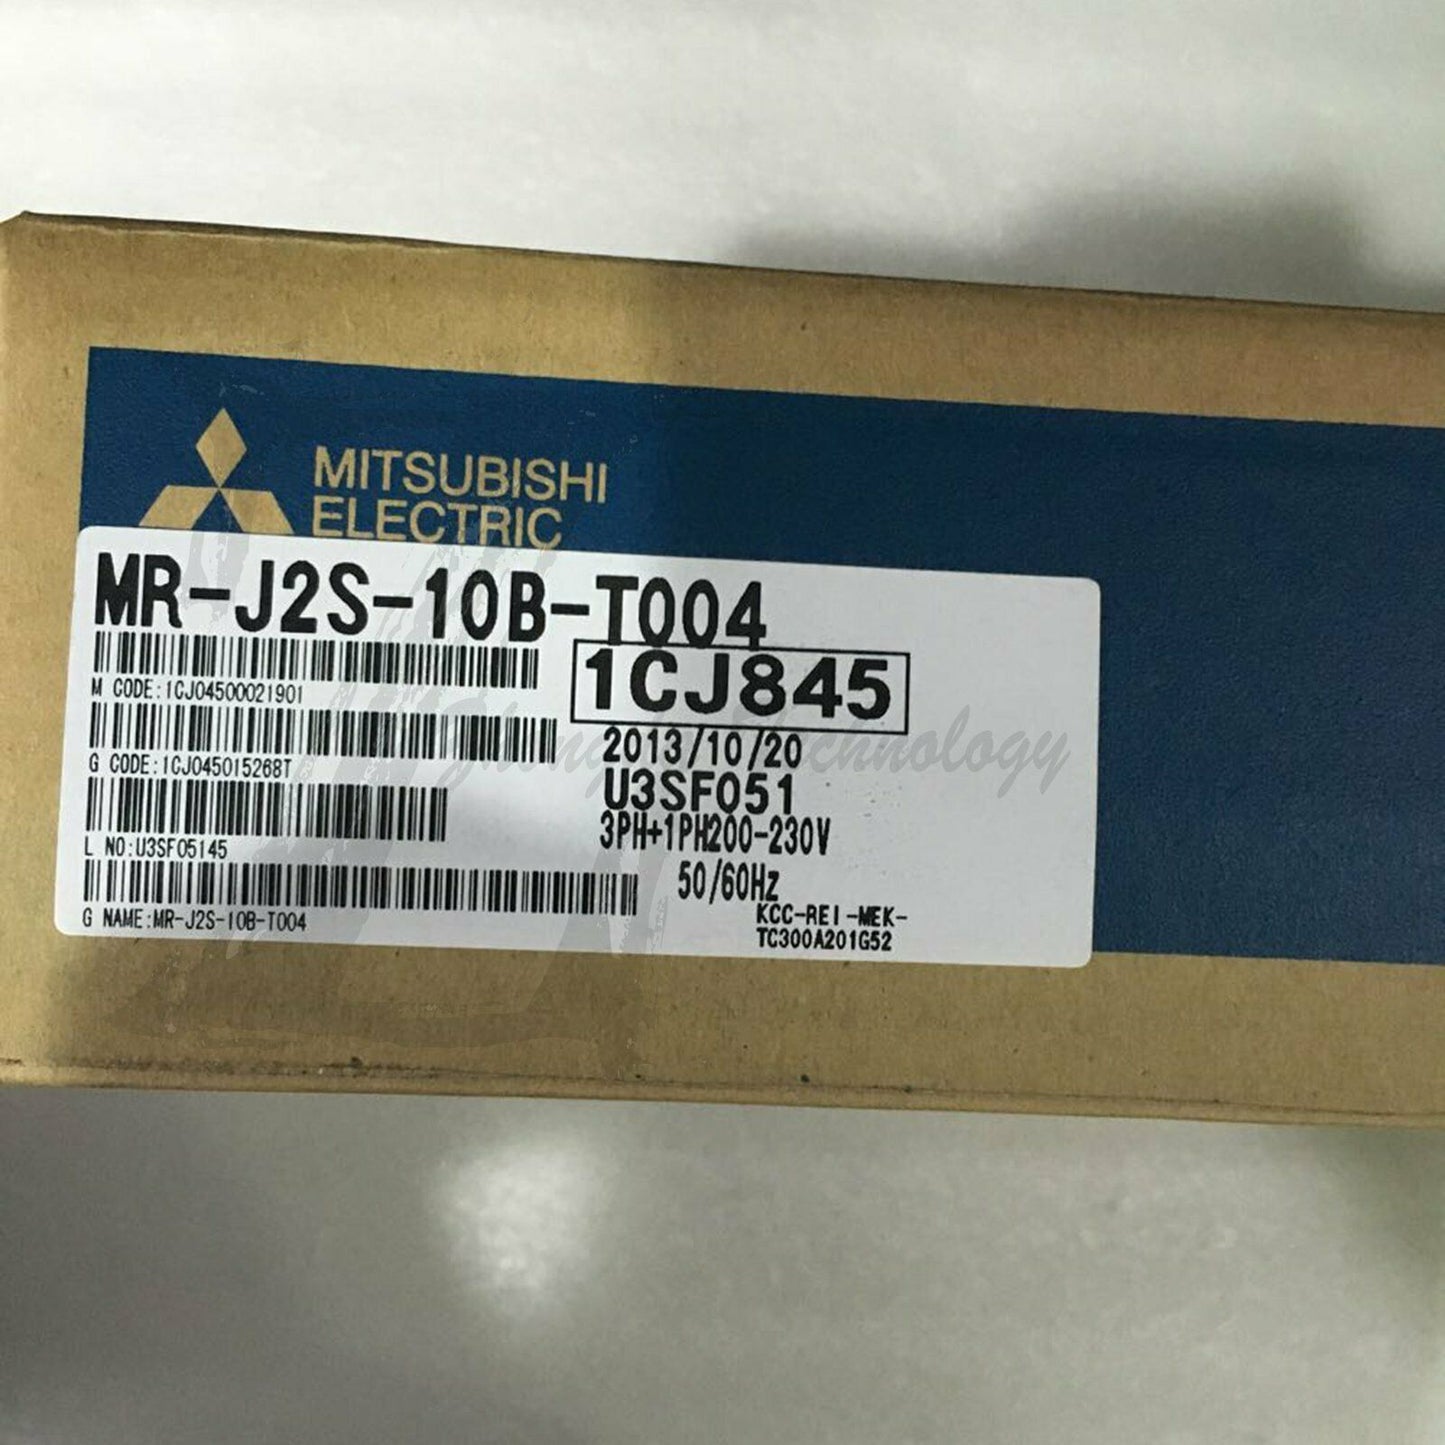 MITSUBISHI
ELECTRIC
MR-J2S-10B-T004
1CJ845
M CODE:1CJ04500021901
2013/10/20
G CODE:1CJ045015268T
U3SF051
3PH+1PH200-230V
L NO:U3SF05145
50/60Hz
G NAME:MR-J2S-10B-T004
KCC-REI-MEK-
TC300A201G52
Technology